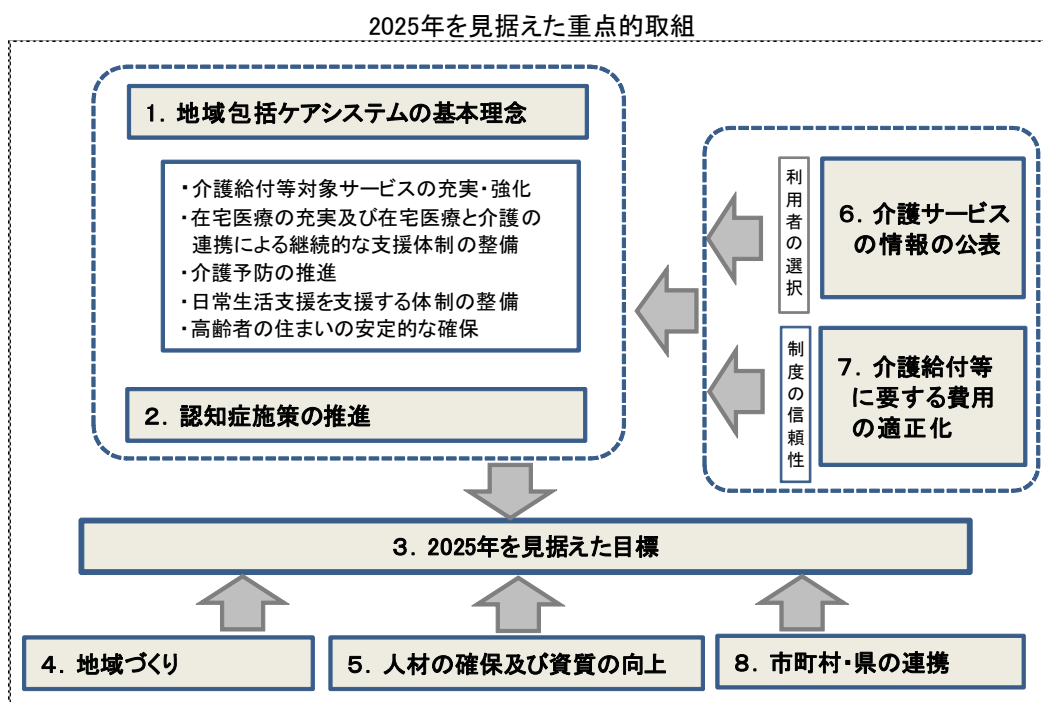 2025年を見据えた重点的取組
１．地域包括ケアシステムの基本理念
・介護給付等対象サービスの充実・強化
・在宅医療の充実及び在宅医療と介護の
連携による継続的な支援体制の整備
・介護予防の推進
・日常生活支援を支援する体制の整備
・高齢者の住まいの安定的な確保
２．認知症施策の推進
利用者の選択
６．介護サービス
の情報の公表
制度の信頼性
７．介護給付等
に要する費用
の適正化
３．2025年を見据えた目標
４．地域づくり
５．人材の確保及び資質の向上
８．市町村・県の連携